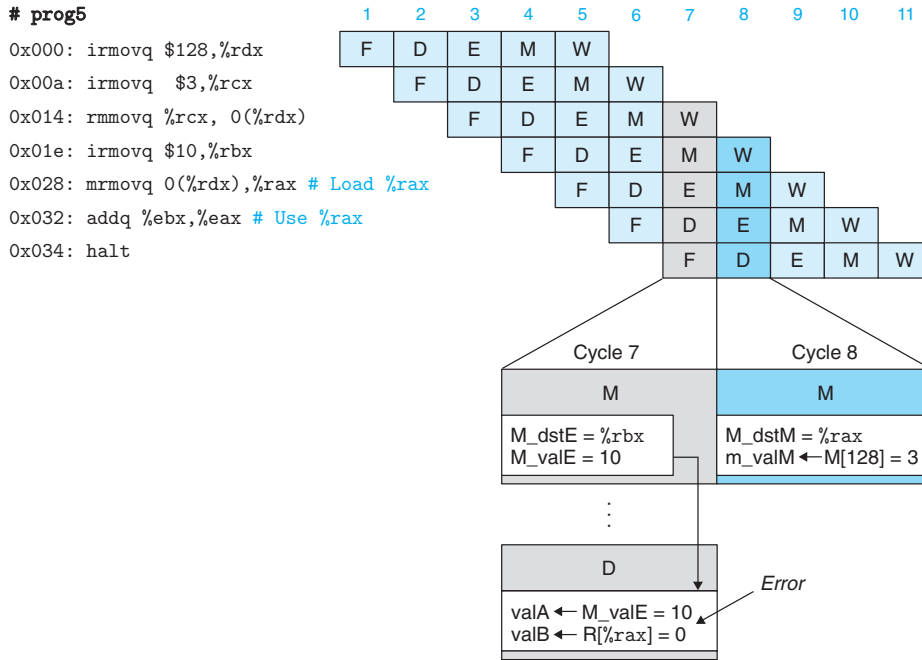 # prog5
1 2 3 4 5 6 7 8 9 10 11
0x000: irmovq $128,%rdx F D E M W
0x00a: irmovq $3,%rcx F D E M W
0x014: rmmovq %rcx, 0(%rdx) F D E M W
0x01e: irmovq $10,%rbx F D E M W
0x028: mrmovq 0(%rdx),%rax # Load %rax F D E M W
0x032: addq %ebx,%eax # Use %rax F D E M W
0x034: halt F D E M W
Cycle 7 Cycle 8
M M
M_dstE = %rbx M_dstM = %rax
M_valE = 10 m_valM ← M[128] = 3
D
Error
valA ← M_valE = 10
valB ← R[%rax] = 0